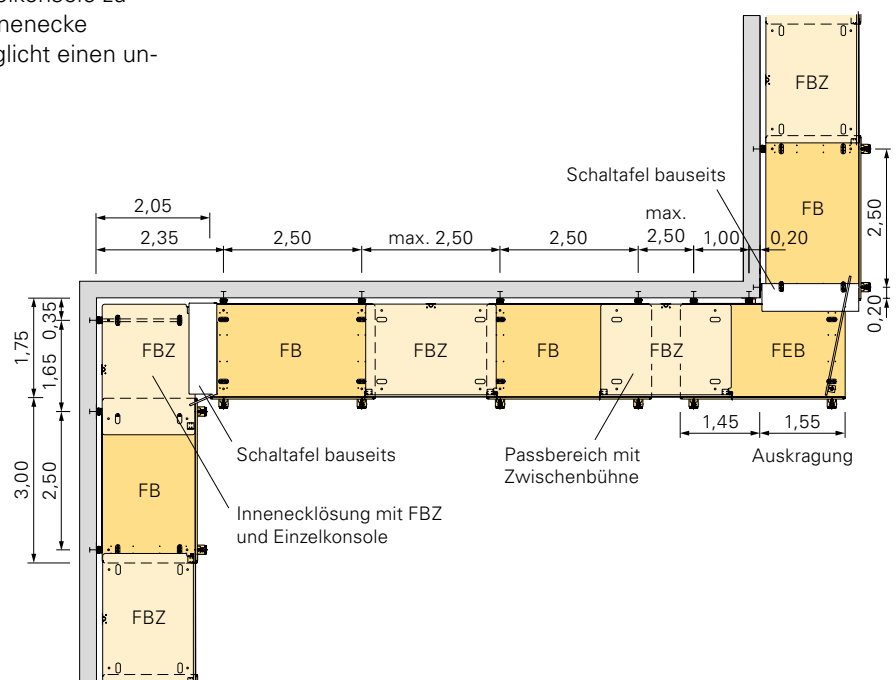 elkonsole zu
nenecke
glicht einen un-
FBZ
Schaltafel bauseits
FB
2,50
0,20
2,05
2,35
2,50
max. 2,50
2,50
max.
2,50
1,00
0,20
1,75
0,35
1,65
FBZ
FB
FBZ
FB
FBZ
FEB
1,45
1,55
Auskragung
3,00
2,50
FB
Schaltafel bauseits
Passbereich mit
Zwischenbühne
Innenecklösung mit FBZ
und Einzelkonsole
FBZ